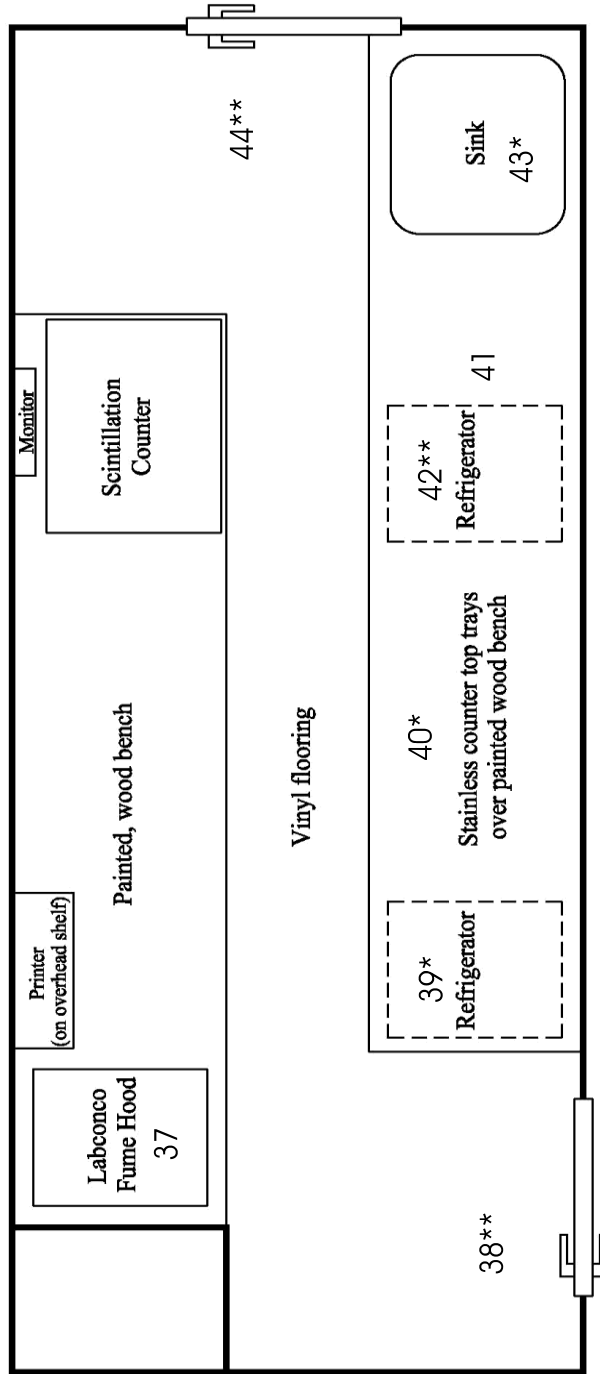 44**
Sink
43*
Monitor
Scintillation
Counter
41
42**
Refrigerator
Painted, wood bench
Vinyl flooring
40*
Stainless counter top trays
over painted wood bench
Printer
(on overhead shelf)
39*
Refrigerator
Labconco
Fume Hood
37
38**